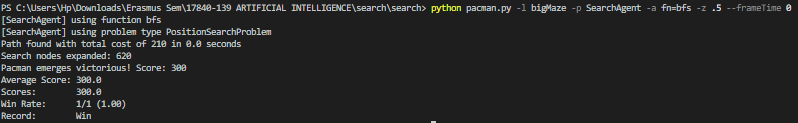 PS C:\Users\Hp\Downloads\Erasmus Sem\17840-139 ARTIFICIAL INTELLIGENCE\search\search> python pacman.py -l bigMaze -p SearchAgent -a fn=bfs -z .5 --frameTime 0
[SearchAgent] using function bfs
[SearchAgent] using problem type PositionSearchProblem
Path found with total cost of 210 in 0.0 seconds
Search nodes expanded: 620
Pacman emerges victorious! Score: 300
Average Score: 300.0
Scores:        300.0
Win Rate:      1/1 (1.00)
Record:        Win